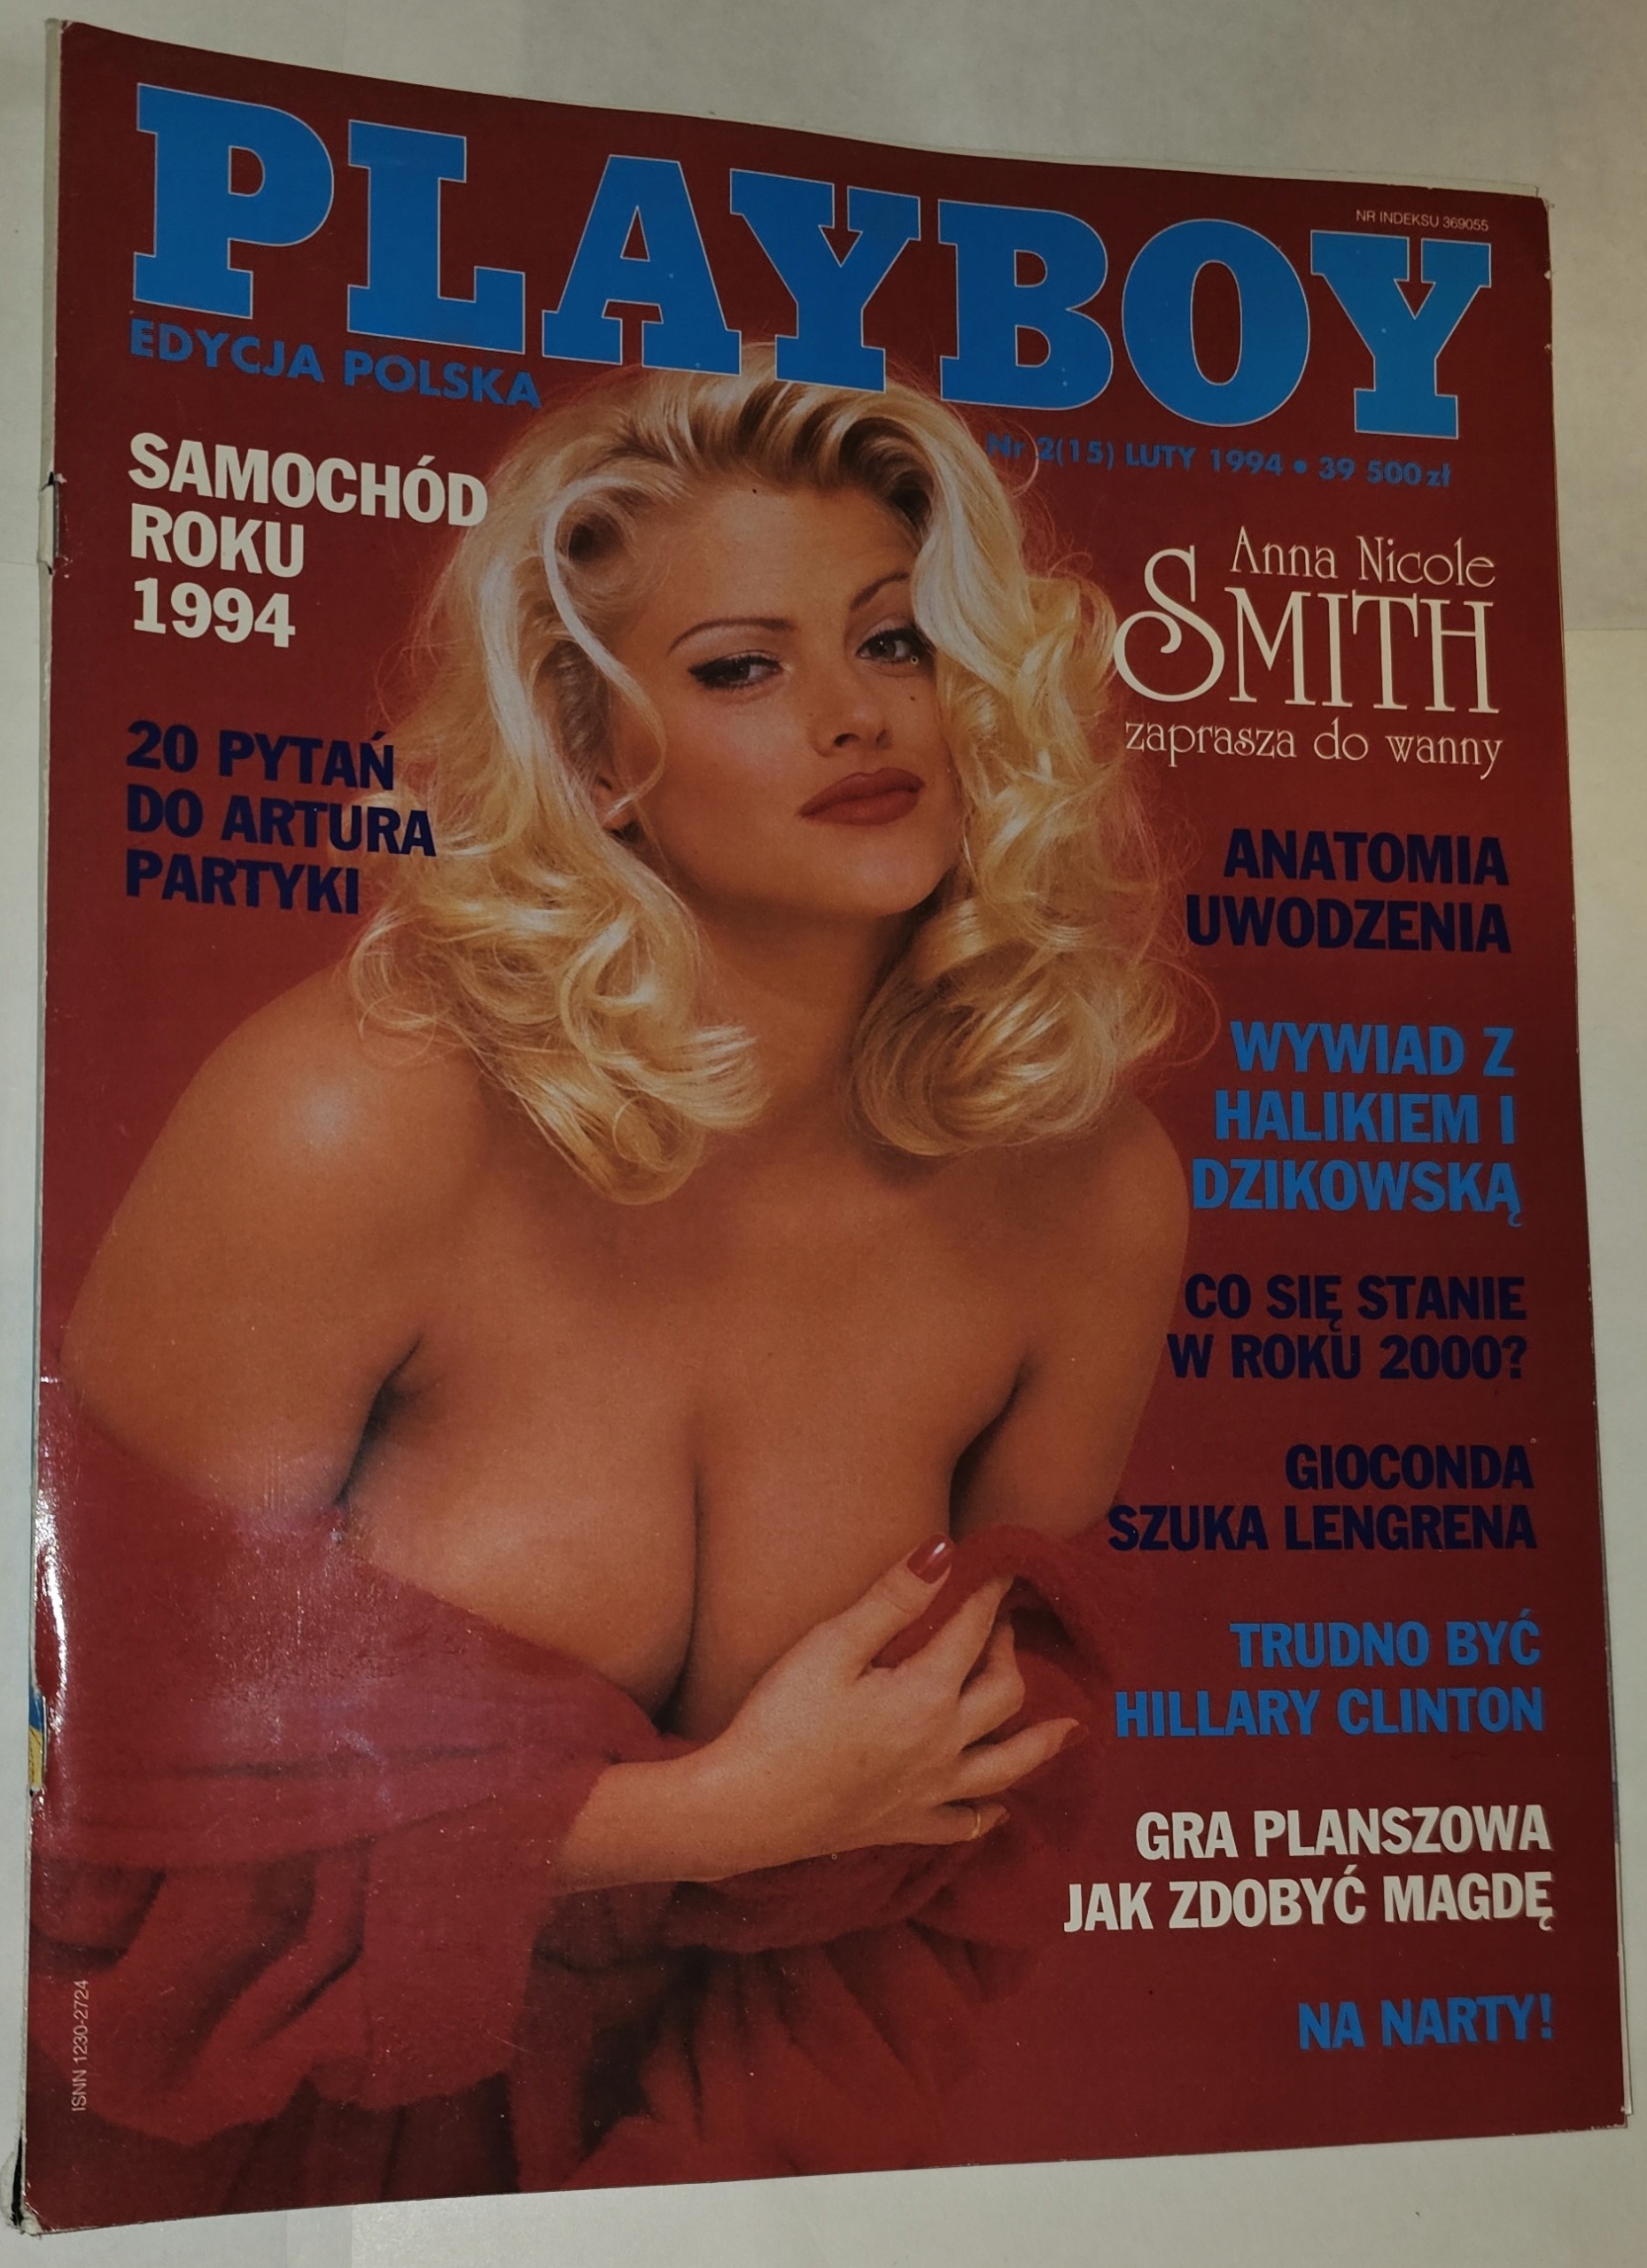 NR INDEKSU 369055
PLAYBOY
EDYCJA POLSKA
Nr 2(15) LUTY 1994 • 39 500 zł
SAMOCHÓD
ROKU
1994
20 PYTAŃ
DO ARTURA
PARTYKI
Anna Nicole
SMITH
zaprasza do wanny
ANATOMIA
UWODZENIA
WYWIAD Z
HALIKIEM I
DZIKOWSKĄ
CO SIĘ STANIE
W ROKU 2000?
GIOCONDA
SZUKA LENGRENA
TRUDNO BYĆ
HILLARY CLINTON
GRA PLANSZOWA
JAK ZDOBYĆ MAGDĘ
NA NARTY!
ISNN 1230-2724